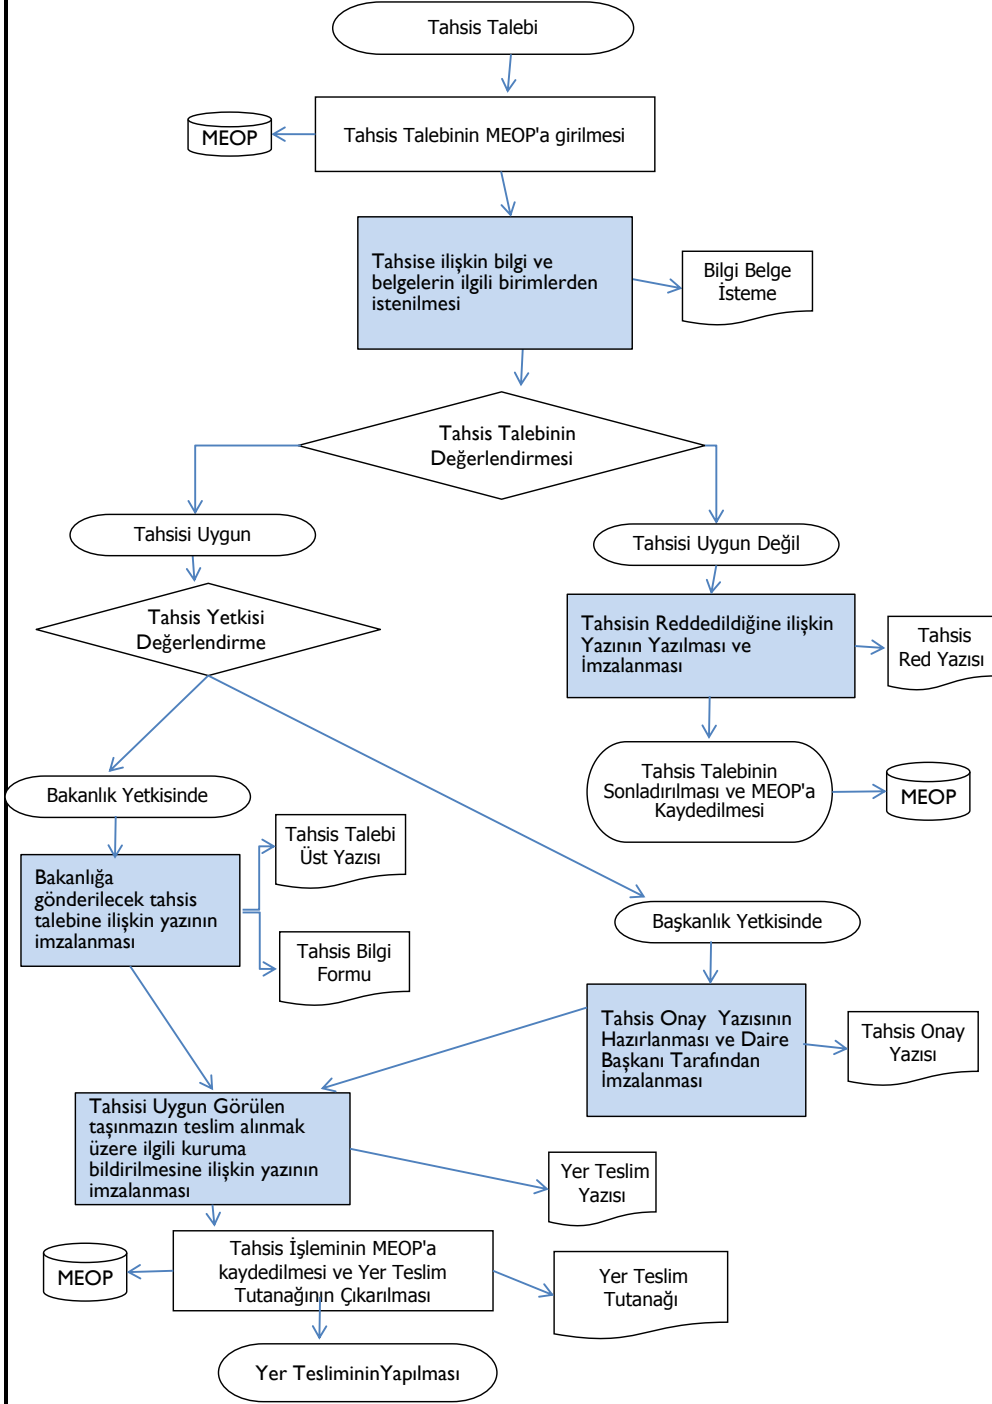 Tahsis Talebi
MEOP
Tahsis Talebinin MEOP'a girilmesi
Tahsise ilişkin bilgi ve
belgelerin ilgili birimlerden
istenilmesi
Bilgi Belge
İsteme
Tahsis Talebinin
Değerlendirmesi
Tahsisi Uygun
Tahsisi Uygun Değil
Tahsis Yetkisi
Değerlendirme
Tahsisin Reddedildiğine ilişkin
Yazının Yazılması ve
İmzalanması
Tahsis
Red Yazısı
Bakanlık Yetkisinde
Tahsis Talebinin
Sonladırılması ve MEOP'a
Kaydedilmesi
MEOP
Tahsis Talebi
Üst Yazısı
Bakanlığa
gönderilecek tahsis
talebine ilişkin yazının
imzalanması
Tahsis Bilgi
Formu
Başkanlık Yetkisinde
Tahsis Onay Yazısının
Hazırlanması ve Daire
Başkanı Tarafından
İmzalanması
Tahsis Onay
Yazısı
Tahsisi Uygun Görülen
taşınmazın teslim alınmak
üzere ilgili kuruma
bildirilmesine ilişkin yazının
imzalanması
Yer Teslim
Yazısı
MEOP
Tahsis İşleminin MEOP'a
kaydedilmesi ve Yer Teslim
Tutanağının Çıkarılması
Yer Teslim
Tutanağı
Yer TeslimininYapılması